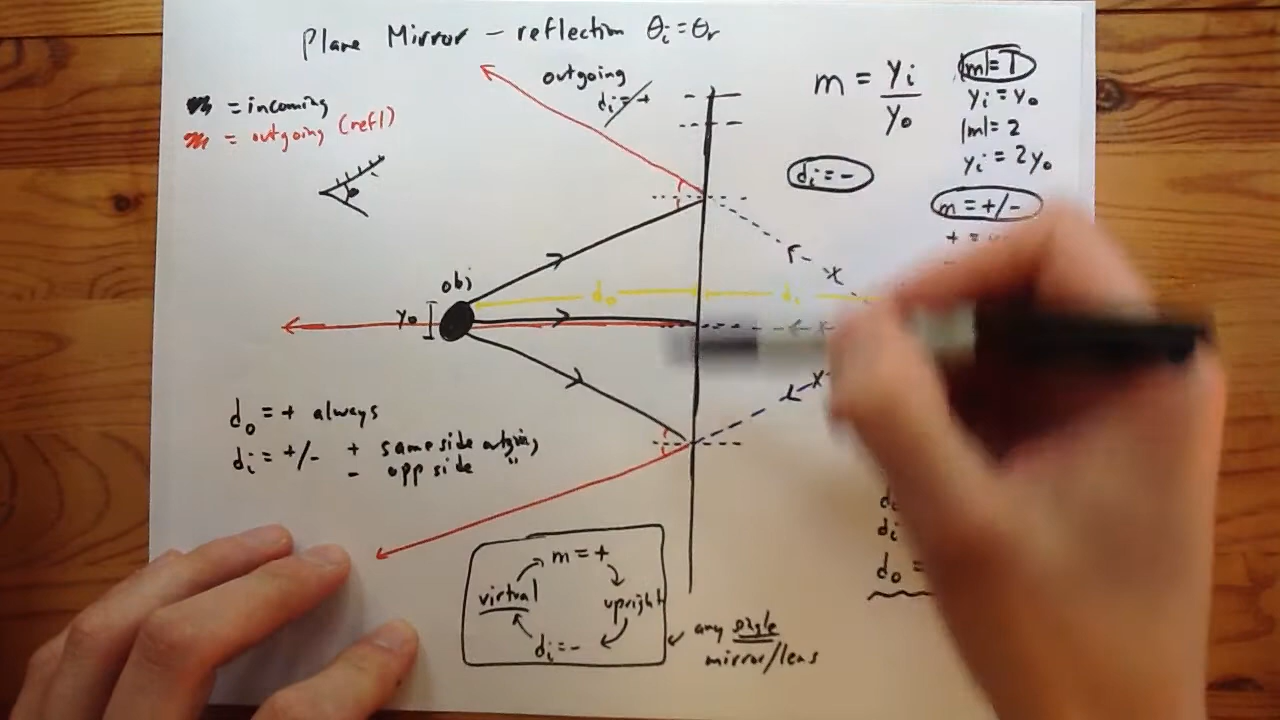 Plane Mirror – reflection θi = θr
= incoming
= outgoing (refl)
outgoing
di = +
m = yi/yo
|m| = 1
yi = yo
|m| = 2
yi = 2yo
di = -
m = +/-
+ =
obj
yo
do
di
do = + always
di = +/- + same side outgoing
- opp side "
m = +
virtual
upright
di = -
any single
mirror/lens
di
do =